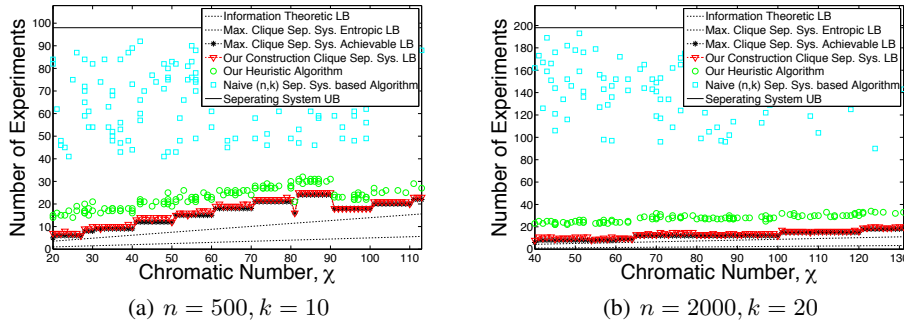 Number of Experiments
100
90
80
70
60
50
40
30
20
10
0
Information Theoretic LB
Max. Clique Sep. Sys. Entropic LB
Max. Clique Sep. Sys. Achievable LB
Our Construction Clique Sep. Sys. LB
Our Heuristic Algorithm
Naive (n,k) Sep. Sys. based Algorithm
Seperating System UB
20 30 40 50 60 70 80 90 100 110
Chromatic Number, χ
(a) n = 500, k = 10
Number of Experiments
200
180
160
140
120
100
80
60
40
20
0
Information Theoretic LB
Max. Clique Sep. Sys. Entropic LB
Max. Clique Sep. Sys. Achievable LB
Our Construction Clique Sep. Sys. LB
Our Heuristic Algorithm
Naive (n,k) Sep. Sys. based Algorithm
Seperating System UB
40 50 60 70 80 90 100 110 120 130
Chromatic Number, χ
(b) n = 2000, k = 20